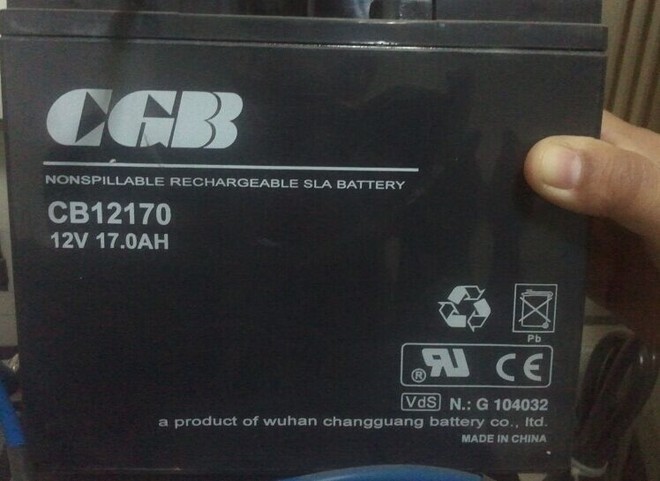 CGB
NONSPILLABLE RECHARGEABLE SLA BATTERY
CB12170
12V 17.0AH
Pb
® RU CE
VdS N.: G 104032
a product of wuhan changguang battery co., ltd.
MADE IN CHINA